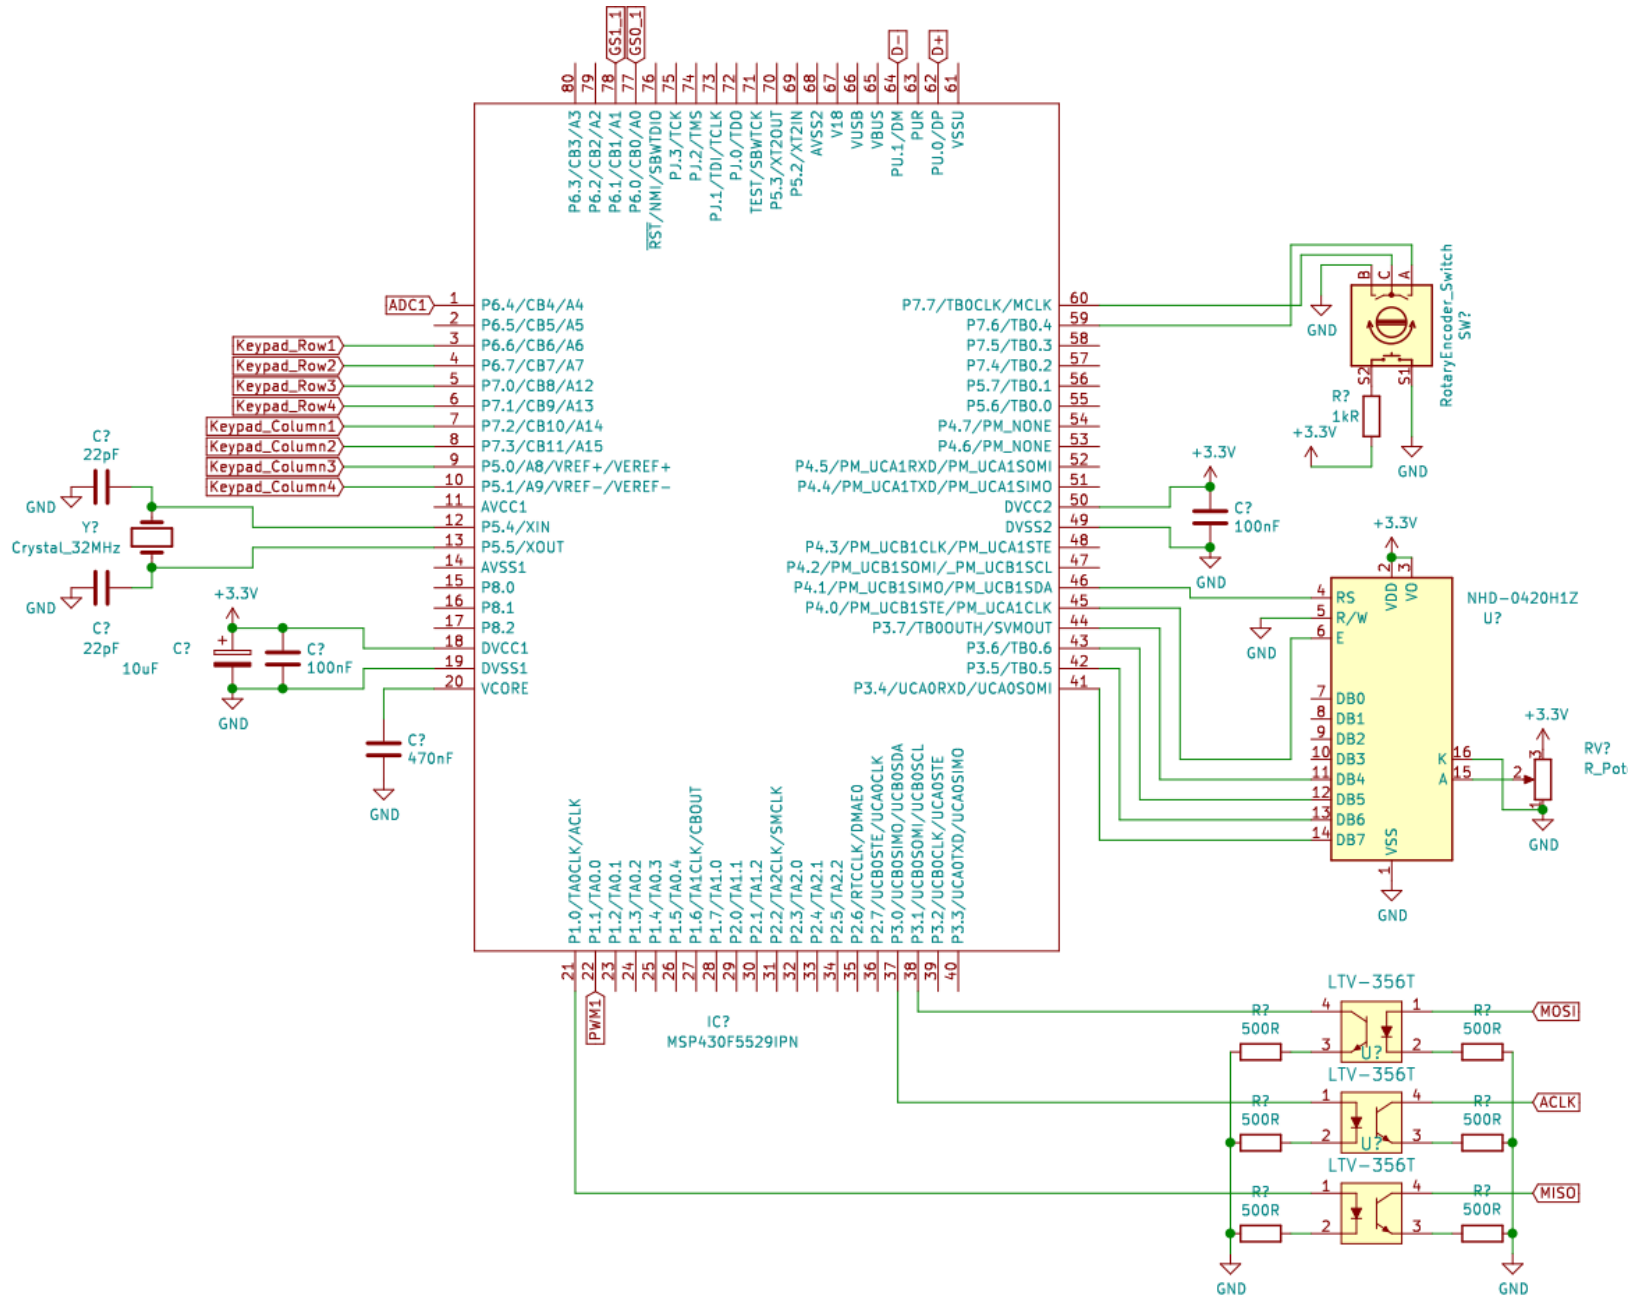 GS1_1
GS0_1
D-
D+
80
79
78
77
76
75
74
73
72
71
70
69
68
67
66
65
64
63
62
61
P6.3/CB3/A3
P6.2/CB2/A2
P6.1/CB1/A1
P6.0/CB0/A0
RST/NMI/SBWTDIO
PJ.3/TCK
PJ.2/TMS
PJ.1/TDI/TCLK
PJ.0/TDO
TEST/SBWTCK
P5.3/XT2OUT
P5.2/XT2IN
AVSS2
V18
VUSB
VBUS
PU.1/DM
PUR
PU.0/DP
VSSU
ADC1
Keypad_Row1
Keypad_Row2
Keypad_Row3
Keypad_Row4
Keypad_Column1
Keypad_Column2
Keypad_Column3
Keypad_Column4
1 P6.4/CB4/A4
2 P6.5/CB5/A5
3 P6.6/CB6/A6
4 P6.7/CB7/A7
5 P7.0/CB8/A12
6 P7.1/CB9/A13
7 P7.2/CB10/A14
8 P7.3/CB11/A15
9 P5.0/A8/VREF+/VEREF+
10 P5.1/A9/VREF-/VEREF-
11 AVCC1
12 P5.4/XIN
13 P5.5/XOUT
14 AVSS1
15 P8.0
16 P8.1
17 P8.2
18 DVCC1
19 DVSS1
20 VCORE
C?
22pF
GND
Y?
Crystal_32MHz
GND
C?
22pF
+3.3V
C?
10uF
C?
100nF
GND
C?
470nF
GND
P7.7/TB0CLK/MCLK 60
P7.6/TB0.4 59
P7.5/TB0.3 58
P7.4/TB0.2 57
P5.7/TB0.1 56
P5.6/TB0.0 55
P4.7/PM_NONE 54
P4.6/PM_NONE 53
P4.5/PM_UCA1RXD/PM_UCA1SOMI 52
P4.4/PM_UCA1TXD/PM_UCA1SIMO 51
DVCC2 50
DVSS2 49
P4.3/PM_UCB1CLK/PM_UCA1STE 48
P4.2/PM_UCB1SOMI/_PM_UCB1SCL 47
P4.1/PM_UCB1SIMO/PM_UCB1SDA 46
P4.0/PM_UCB1STE/PM_UCA1CLK 45
P3.7/TB0OUTH/SVMOUT 44
P3.6/TB0.6 43
P3.5/TB0.5 42
P3.4/UCA0RXD/UCA0SOMI 41
B
C
A
GND
RotaryEncoder_Switch
SW?
S2
S1
R?
1kR
+3.3V
GND
+3.3V
C?
100nF
GND
+3.3V
2
3
VDD
VO
NHD-0420H1Z
U?
4 RS
5 R/W
6 E
GND
7 DB0
8 DB1
9 DB2
10 DB3
11 DB4
12 DB5
13 DB6
14 DB7
K 16
A 15
VSS
1
GND
+3.3V
RV?
R_Pot
3
2
1
GND
P1.0/TA0CLK/ACLK
P1.1/TA0.0
P1.2/TA0.1
P1.3/TA0.2
P1.4/TA0.3
P1.5/TA0.4
P1.6/TA1CLK/CBOUT
P1.7/TA1.0
P2.0/TA1.1
P2.1/TA1.2
P2.2/TA2CLK/SMCLK
P2.3/TA2.0
P2.4/TA2.1
P2.5/TA2.2
P2.6/RTCCLK/DMAE0
P2.7/UCB0STE/UCA0CLK
P3.0/UCB0SIMO/UCB0SDA
P3.1/UCB0SOMI/UCB0SCL
P3.2/UCB0CLK/UCA0STE
P3.3/UCA0TXD/UCA0SIMO
21
22
23
24
25
26
27
28
29
30
31
32
33
34
35
36
37
38
39
40
PWM1
IC?
MSP430F5529IPN
LTV-356T
R?
500R
4
3
1
2
U?
R?
500R
MOSI
LTV-356T
R?
500R
1
2
4
3
U?
R?
500R
ACLK
LTV-356T
R?
500R
1
2
4
3
R?
500R
MISO
GND
GND